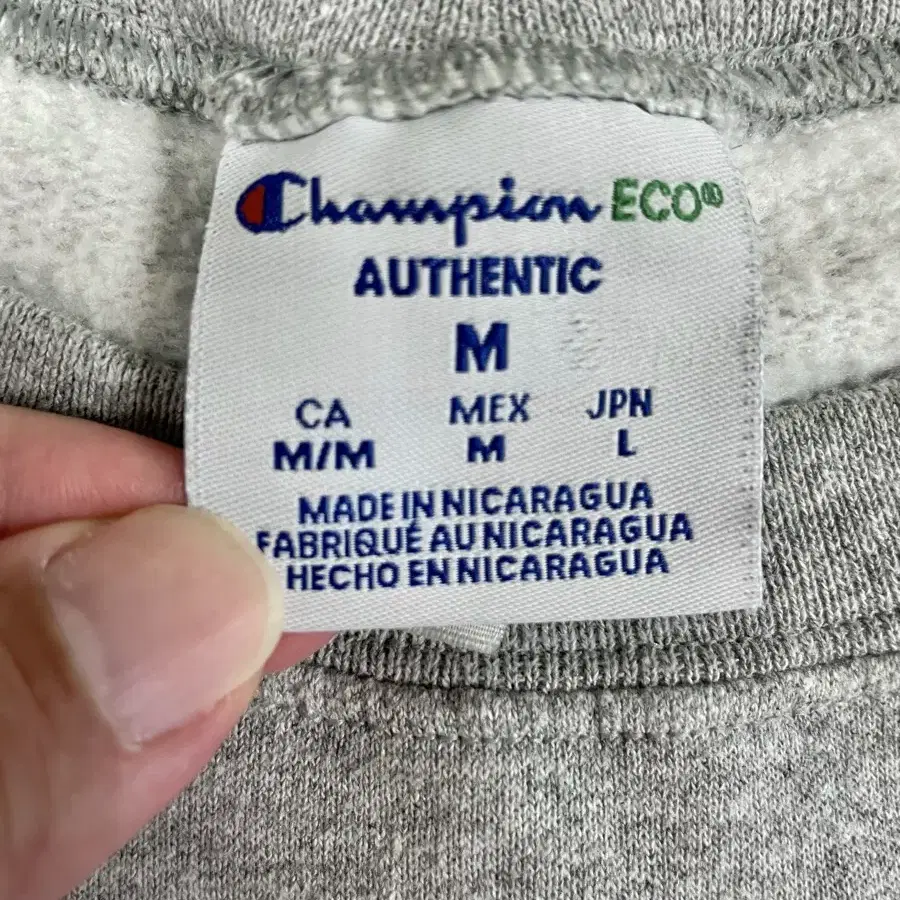 Champion ECO®
AUTHENTIC
M
CA MEX JPN
M/M M L
MADE IN NICARAGUA
FABRIQUÉ AU NICARAGUA
HECHO EN NICARAGUA